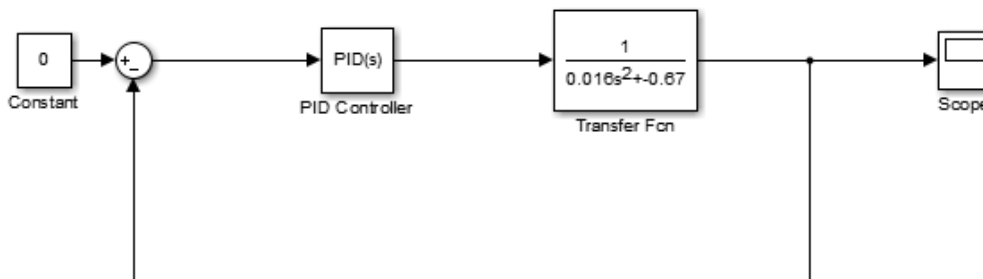 0
Constant
+
-
PID(s)
PID Controller
1
0.016s²+-0.67
Transfer Fcn
Scope